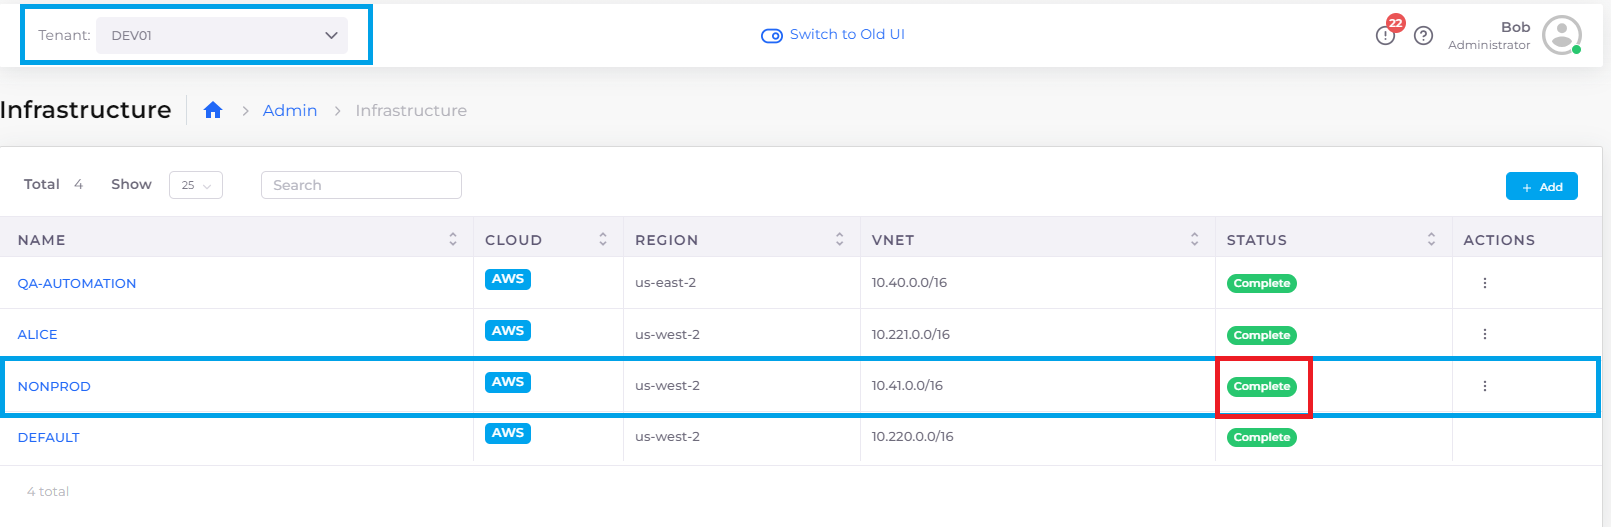 Tenant: DEV01 Switch to Old UI 22 Bob
Administrator
Infrastructure Admin Infrastructure
Total 4 Show 25 Search + Add
NAME CLOUD REGION VNET STATUS ACTIONS
QA-AUTOMATION AWS us-east-2 10.40.0.0/16 Complete
ALICE AWS us-west-2 10.221.0.0/16 Complete
NONPROD AWS us-west-2 10.41.0.0/16 Complete
DEFAULT AWS us-west-2 10.220.0.0/16 Complete
4 total